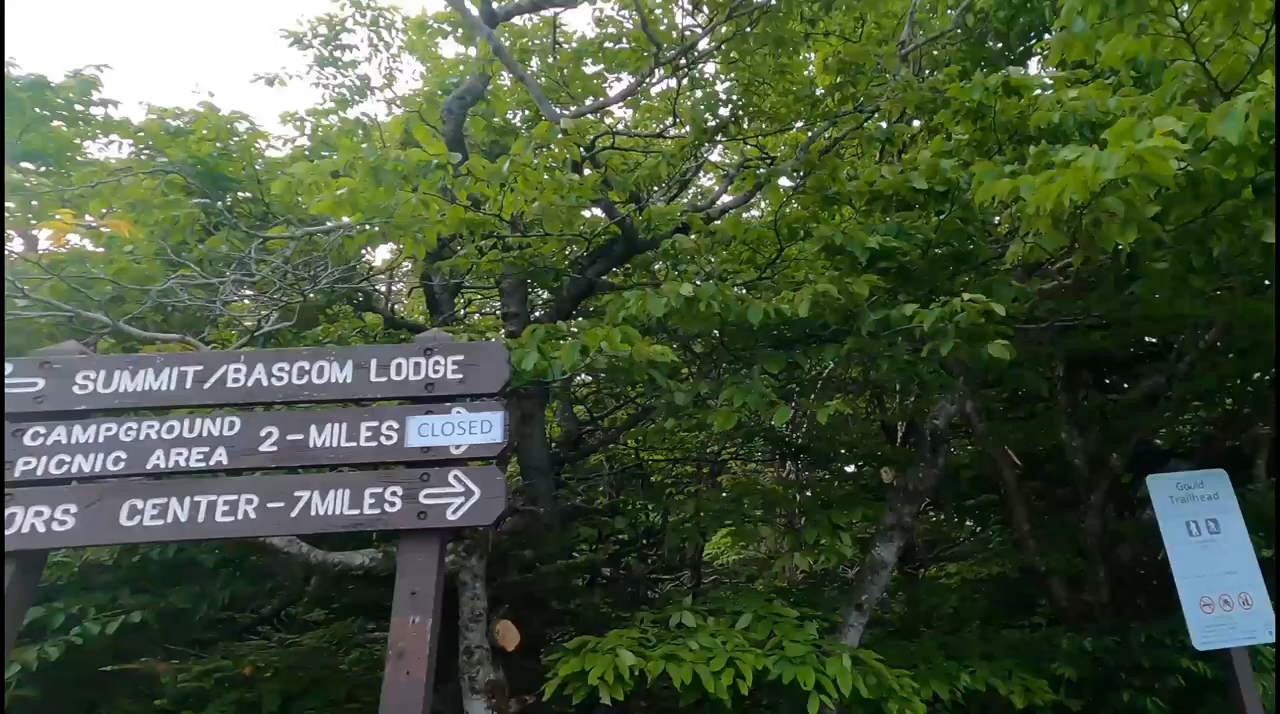 SUMMIT/BASCOM LODGE
CAMPGROUND
PICNIC AREA
2-MILES
CLOSED
ORS CENTER-7MILES
Gould
Trailhead